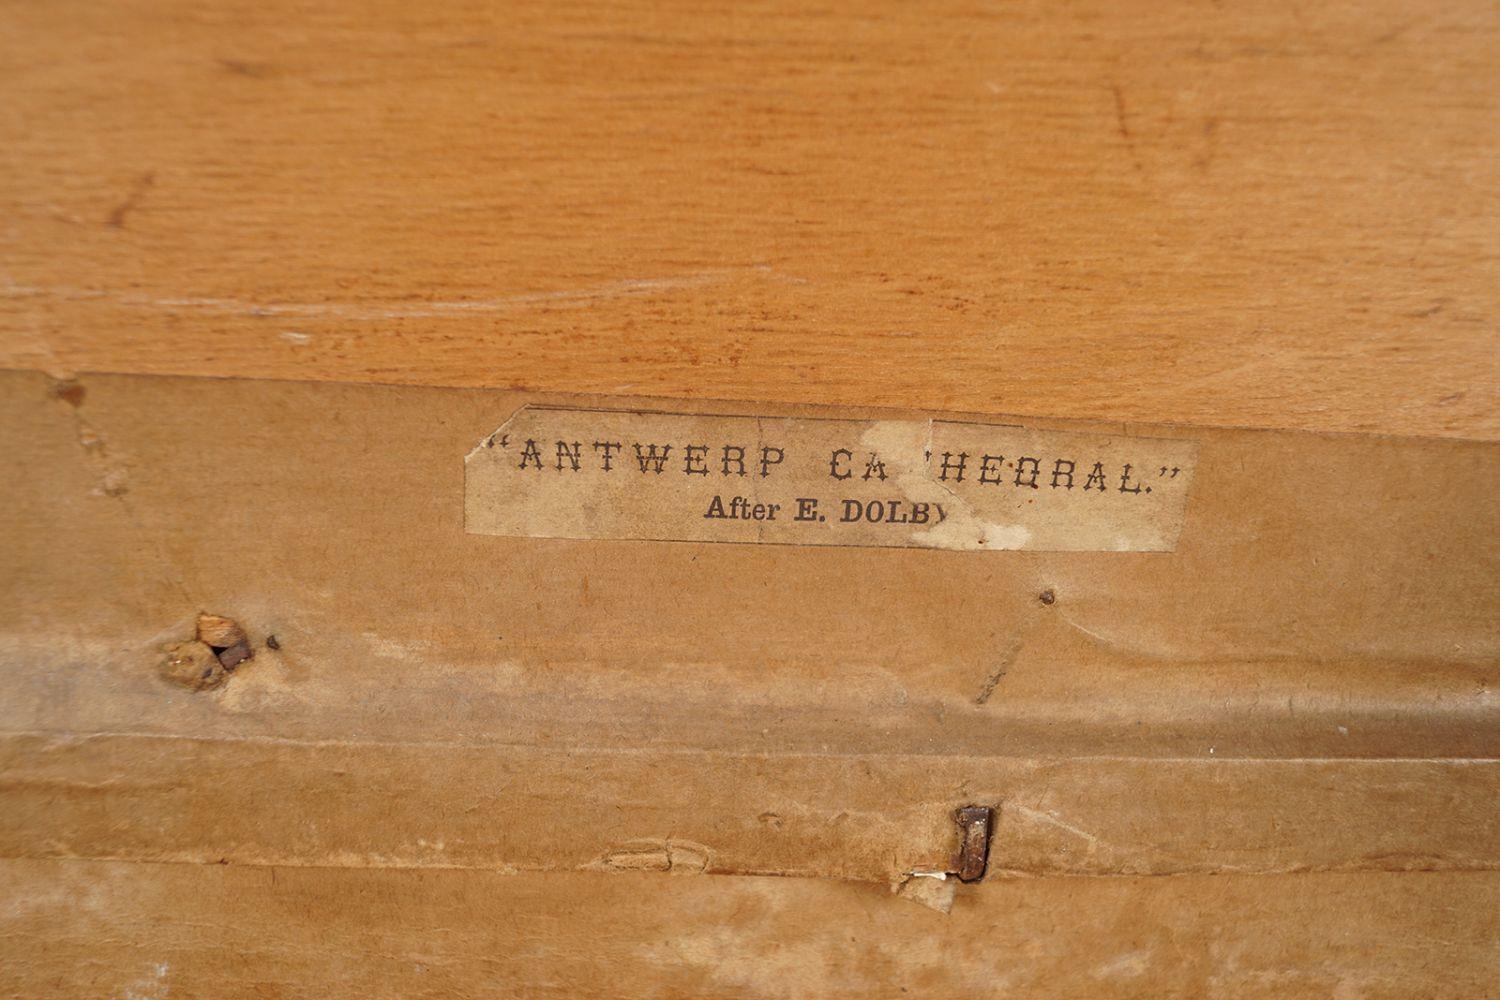 "ANTWERP CA HEDRAL."
After E. DOLBY